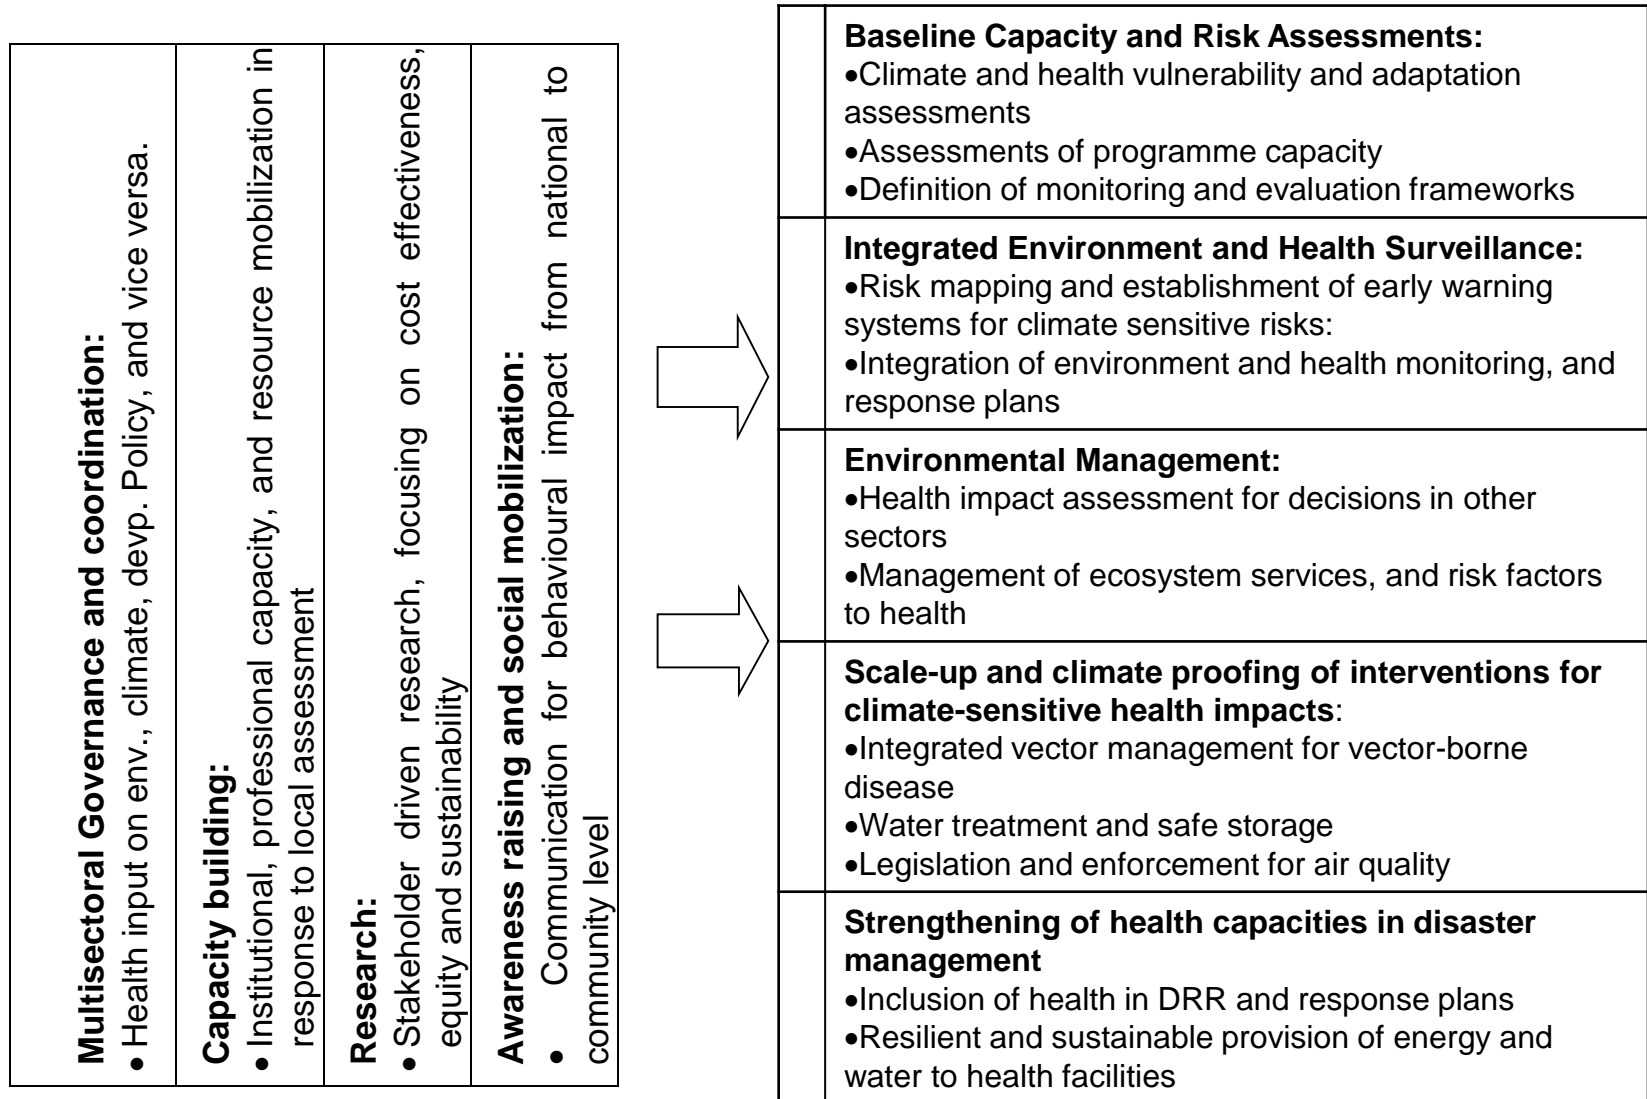 Multisectoral Governance and coordination:
•Health input on env., climate, devp. Policy, and vice versa.
Capacity building:
•Institutional, professional capacity, and resource mobilization in
response to local assessment
Research:
•Stakeholder driven research, focusing on cost effectiveness,
equity and sustainability
Awareness raising and social mobilization:
• Communication for behavioural impact from national to
community level
Baseline Capacity and Risk Assessments:
•Climate and health vulnerability and adaptation
assessments
•Assessments of programme capacity
•Definition of monitoring and evaluation frameworks
Integrated Environment and Health Surveillance:
•Risk mapping and establishment of early warning
systems for climate sensitive risks:
•Integration of environment and health monitoring, and
response plans
Environmental Management:
•Health impact assessment for decisions in other
sectors
•Management of ecosystem services, and risk factors
to health
Scale-up and climate proofing of interventions for
climate-sensitive health impacts:
•Integrated vector management for vector-borne
disease
•Water treatment and safe storage
•Legislation and enforcement for air quality
Strengthening of health capacities in disaster
management
•Inclusion of health in DRR and response plans
•Resilient and sustainable provision of energy and
water to health facilities